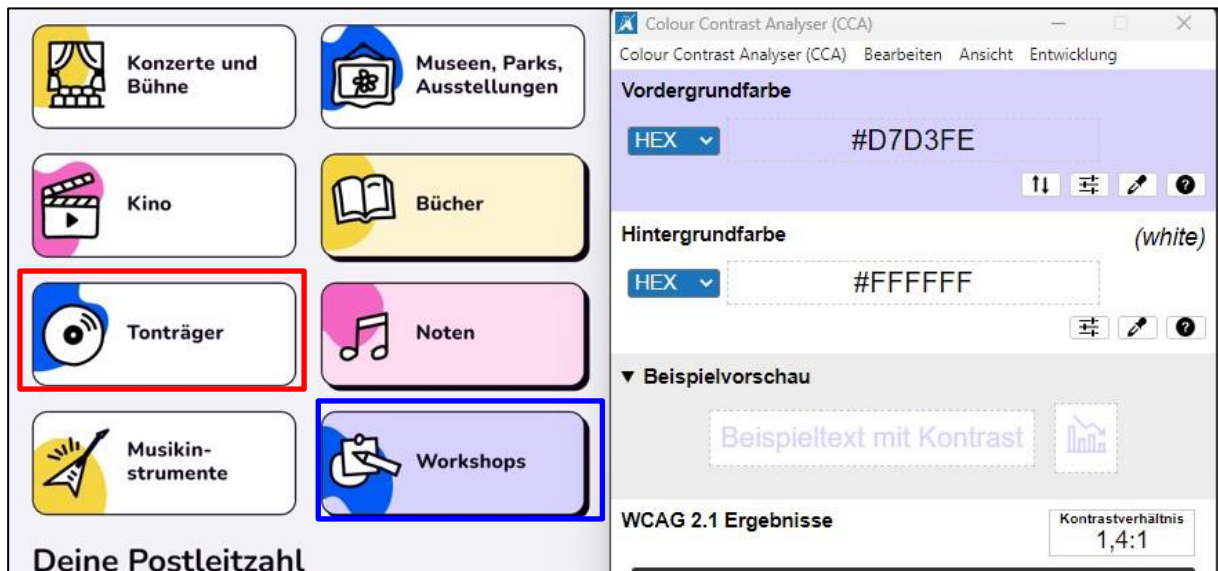 Konzerte und
Bühne
Museen, Parks,
Ausstellungen
Kino
Bücher
Tonträger
Noten
Musikin-
strumente
Workshops
Deine Postleitzahl
Colour Contrast Analyser (CCA)
Colour Contrast Analyser (CCA) Bearbeiten Ansicht Entwicklung
Vordergrundfarbe
HEX #D7D3FE
Hintergrundfarbe (white)
HEX #FFFFFF
Beispielvorschau
Beispieltext mit Kontrast
WCAG 2.1 Ergebnisse
Kontrastverhältnis
1,4:1